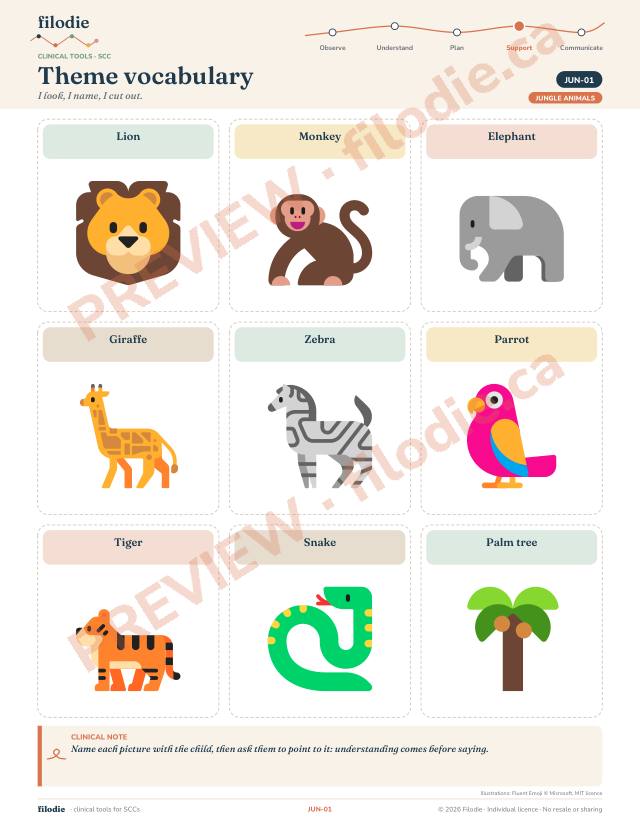 filodie
Observe Understand Plan Support Communicate
CLINICAL TOOLS · SCC
Theme vocabulary
I look, I name, I cut out.
JUN-01
JUNGLE ANIMALS
Lion Monkey Elephant
Giraffe Zebra Parrot
Tiger Snake Palm tree
PREVIEW · filodie.ca
PREVIEW · filodie.ca
CLINICAL NOTE
Name each picture with the child, then ask them to point to it: understanding comes before saying.
Illustrations: Fluent Emoji © Microsoft, MIT licence
filodie · clinical tools for SCCs JUN-01 © 2026 Filodie · Individual licence · No resale or sharing